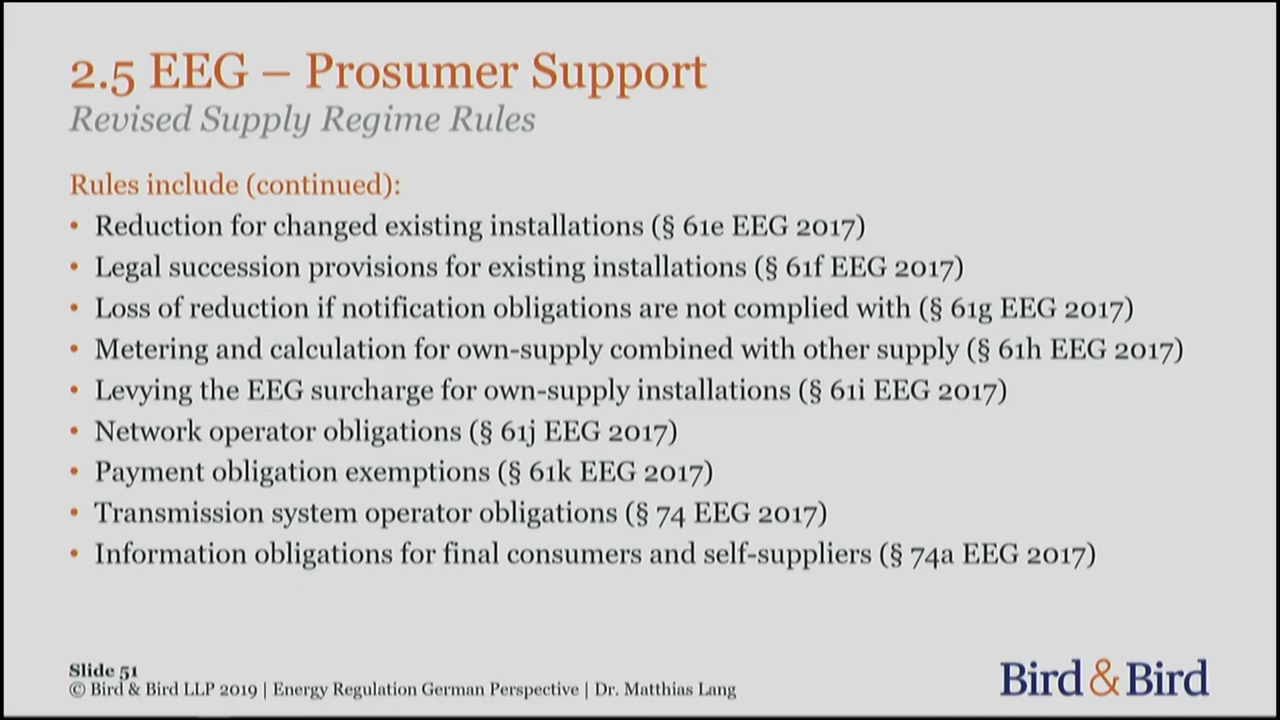 2.5 EEG – Prosumer Support
Revised Supply Regime Rules
Rules include (continued):
• Reduction for changed existing installations (§ 61e EEG 2017)
• Legal succession provisions for existing installations (§ 61f EEG 2017)
• Loss of reduction if notification obligations are not complied with (§ 61g EEG 2017)
• Metering and calculation for own-supply combined with other supply (§ 61h EEG 2017)
• Levying the EEG surcharge for own-supply installations (§ 61i EEG 2017)
• Network operator obligations (§ 61j EEG 2017)
• Payment obligation exemptions (§ 61k EEG 2017)
• Transmission system operator obligations (§ 74 EEG 2017)
• Information obligations for final consumers and self-suppliers (§ 74a EEG 2017)
Slide 51
© Bird & Bird LLP 2019 | Energy Regulation German Perspective | Dr. Matthias Lang
Bird & Bird